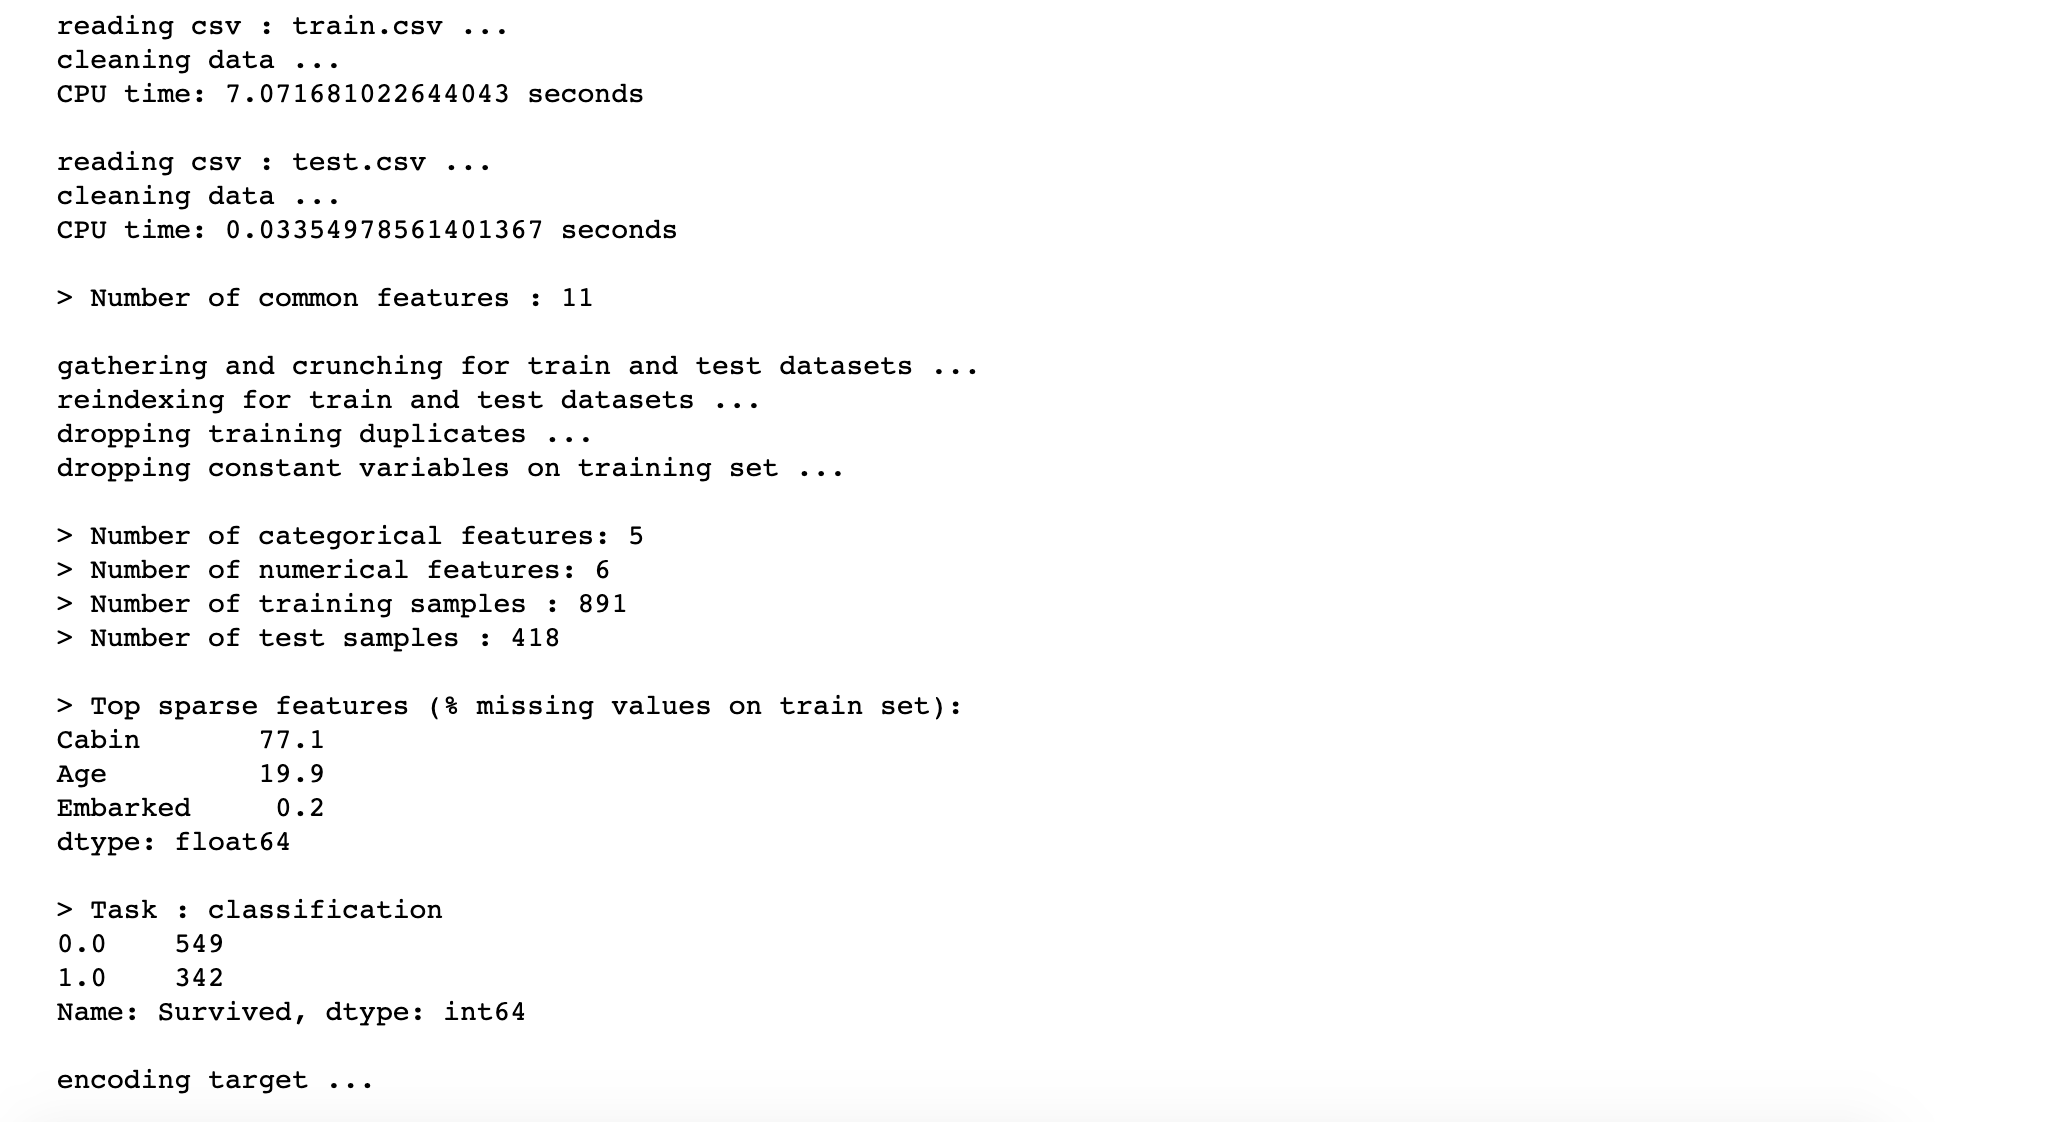 reading csv : train.csv ...
cleaning data ...
CPU time: 7.071681022644043 seconds
reading csv : test.csv ...
cleaning data ...
CPU time: 0.03354978561401367 seconds
> Number of common features : 11
gathering and crunching for train and test datasets ...
reindexing for train and test datasets ...
dropping training duplicates ...
dropping constant variables on training set ...
> Number of categorical features: 5
> Number of numerical features: 6
> Number of training samples : 891
> Number of test samples : 418
> Top sparse features (% missing values on train set):
Cabin       77.1
Age         19.9
Embarked     0.2
dtype: float64
> Task : classification
0.0    549
1.0    342
Name: Survived, dtype: int64
encoding target ...